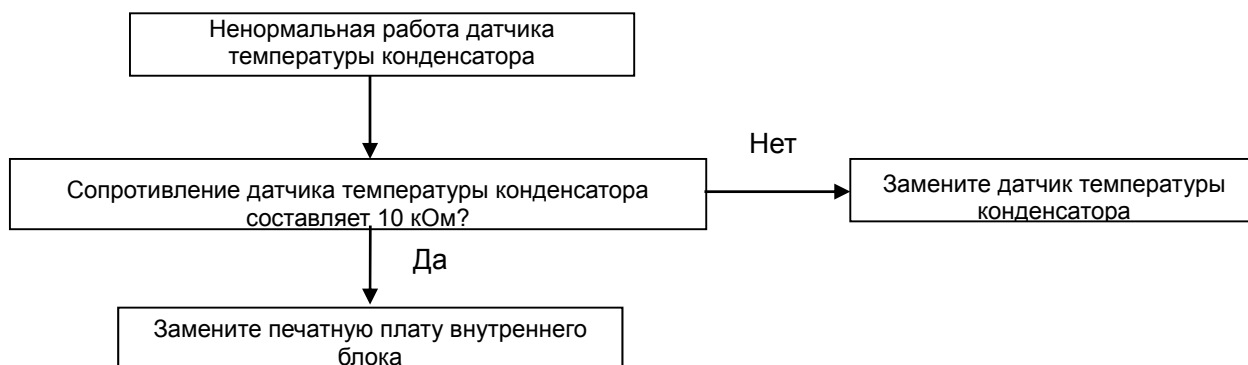 Ненормальная работа датчика
температуры конденсатора
Нет
Сопротивление датчика температуры конденсатора
составляет 10 кОм?
Замените датчик температуры
конденсатора
Да
Замените печатную плату внутреннего
блока